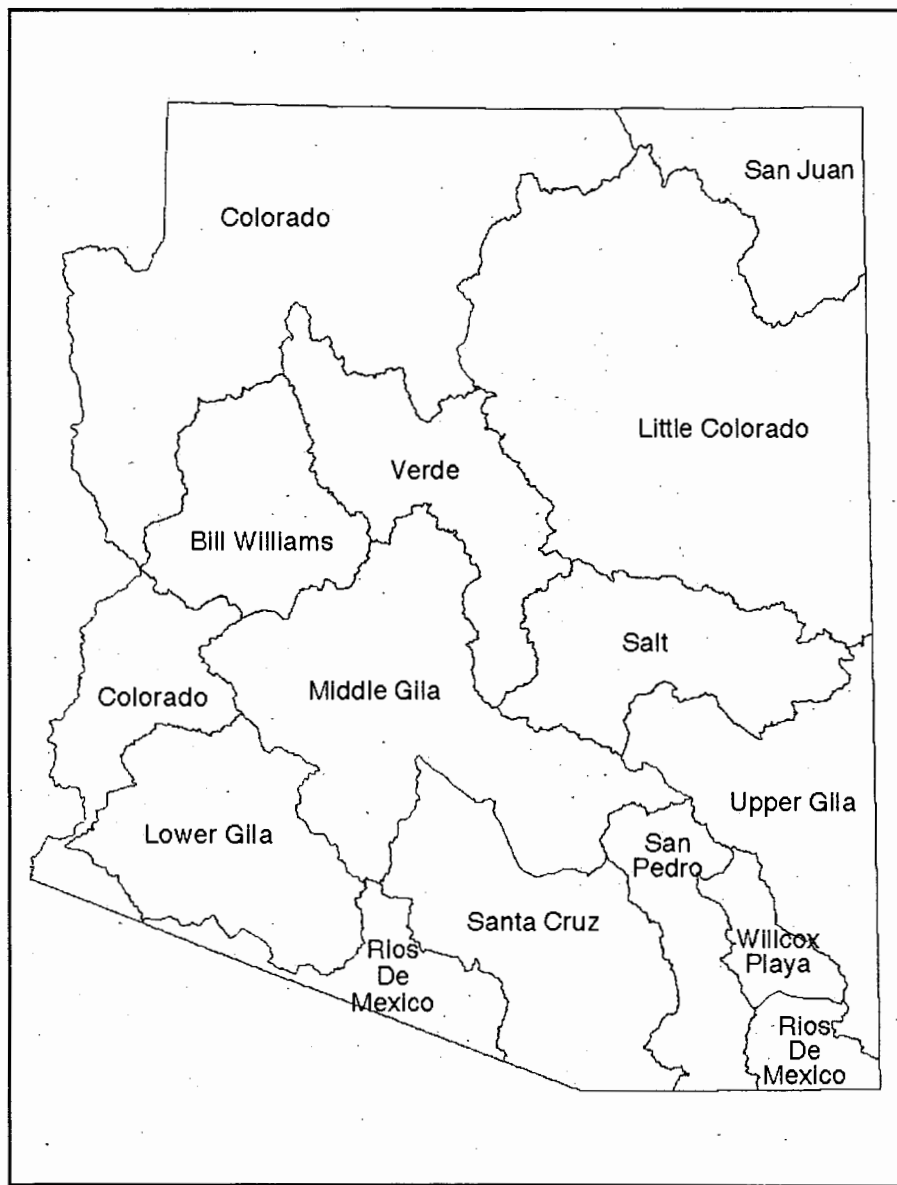 San Juan
Colorado
Little Colorado
Verde
Bill Williams
Salt
Colorado
Middle Gila
Upper Gila
Lower Gila
San
Pedro
Santa Cruz
Willcox
Playa
Rios
De
Mexico
Rios
De
Mexico